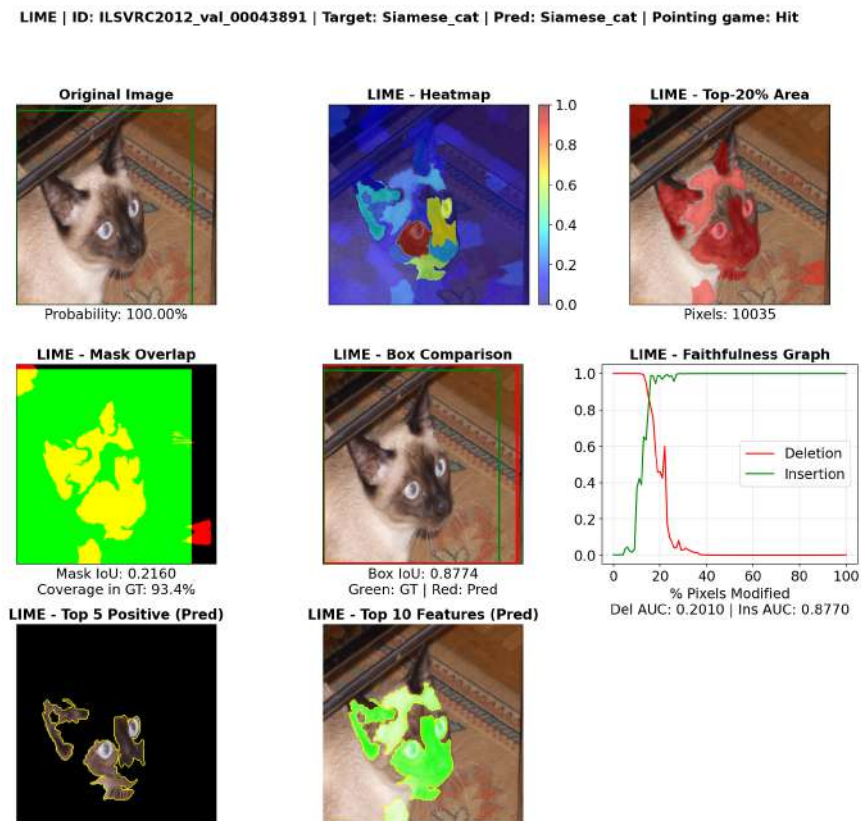 LIME | ID: ILSVRC2012_val_00043891 | Target: Siamese_cat | Pred: Siamese_cat | Pointing game: Hit
Original Image
Probability: 100.00%
LIME - Heatmap
1.0
0.8
0.6
0.4
0.2
0.0
LIME - Top-20% Area
Pixels: 10035
LIME - Mask Overlap
Mask IoU: 0.2160
Coverage in GT: 93.4%
LIME - Box Comparison
Box IoU: 0.8774
Green: GT | Red: Pred
LIME - Faithfulness Graph
1.0
0.8
0.6
0.4
0.2
0.0
Deletion
Insertion
0 20 40 60 80 100
% Pixels Modified
Del AUC: 0.2010 | Ins AUC: 0.8770
LIME - Top 5 Positive (Pred)
LIME - Top 10 Features (Pred)